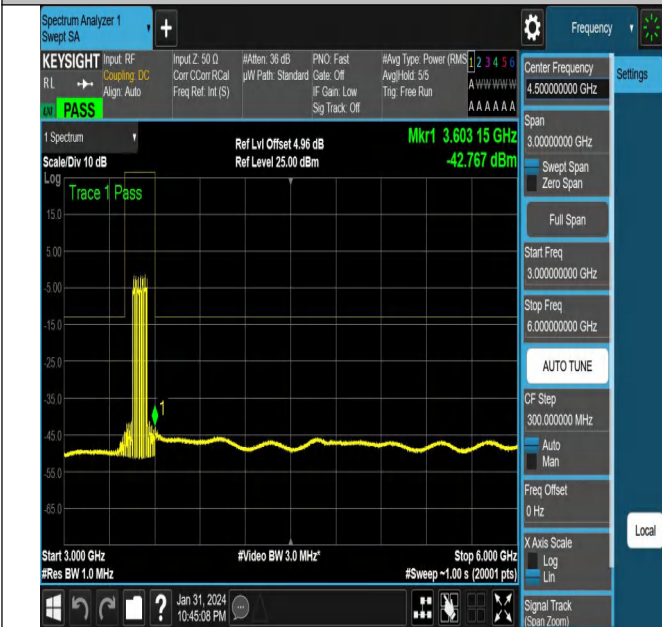 Spectrum Analyzer 1
Swept SA
+
Frequency
KEYSIGHT
RL
PASS
Input: RF
Coupling: DC
Align: Auto
Input Z: 50 Ω
Corr CCorr RCal
Freq Ref: Int (S)
#Atten: 36 dB
µW Path: Standard
PNO: Fast
Gate: Off
IF Gain: Low
Sig Track: Off
#Avg Type: Power (RMS
Avg|Hold: 5/5
Trig: Free Run
1 2 3 4 5 6
A W W W W W
A A A A A A
1 Spectrum
Scale/Div 10 dB
Ref Lvl Offset 4.96 dB
Ref Level 25.00 dBm
Mkr1 3.603 15 GHz
-42.767 dBm
Log
Trace 1 Pass
15.0
5.00
-5.00
-15.0
-25.0
-35.0
-45.0
-55.0
-65.0
1
Start 3.000 GHz
#Res BW 1.0 MHz
#Video BW 3.0 MHz*
Stop 6.000 GHz
#Sweep ~1.00 s (20001 pts)
Jan 31, 2024
10:45:08 PM
Center Frequency
4.500000000 GHz
Settings
Span
3.00000000 GHz
Swept Span
Zero Span
Full Span
Start Freq
3.000000000 GHz
Stop Freq
6.000000000 GHz
AUTO TUNE
CF Step
300.000000 MHz
Auto
Man
Freq Offset
0 Hz
X Axis Scale
Log
Lin
Local
Signal Track
(Span Zoom)